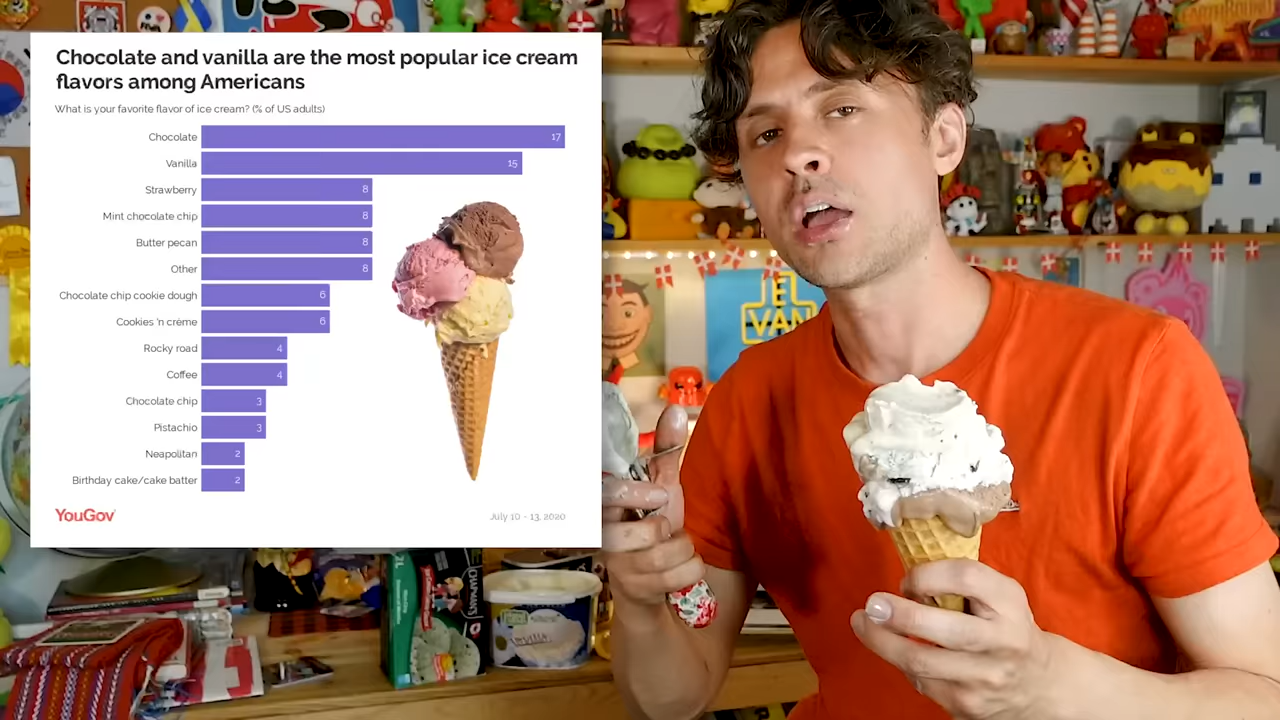 Chocolate and vanilla are the most popular ice cream
flavors among Americans
What is your favorite flavor of ice cream? (% of US adults)
Chocolate 17
Vanilla 15
Strawberry 8
Mint chocolate chip 8
Butter pecan 8
Other 8
Chocolate chip cookie dough 6
Cookies 'n crème 6
Rocky road 4
Coffee 4
Chocolate chip 3
Pistachio 3
Neapolitan 2
Birthday cake/cake batter 2
YouGov
July 10 - 13, 2020
EARTHBOUND
VAN
CHAPMAN'S
Vanilla